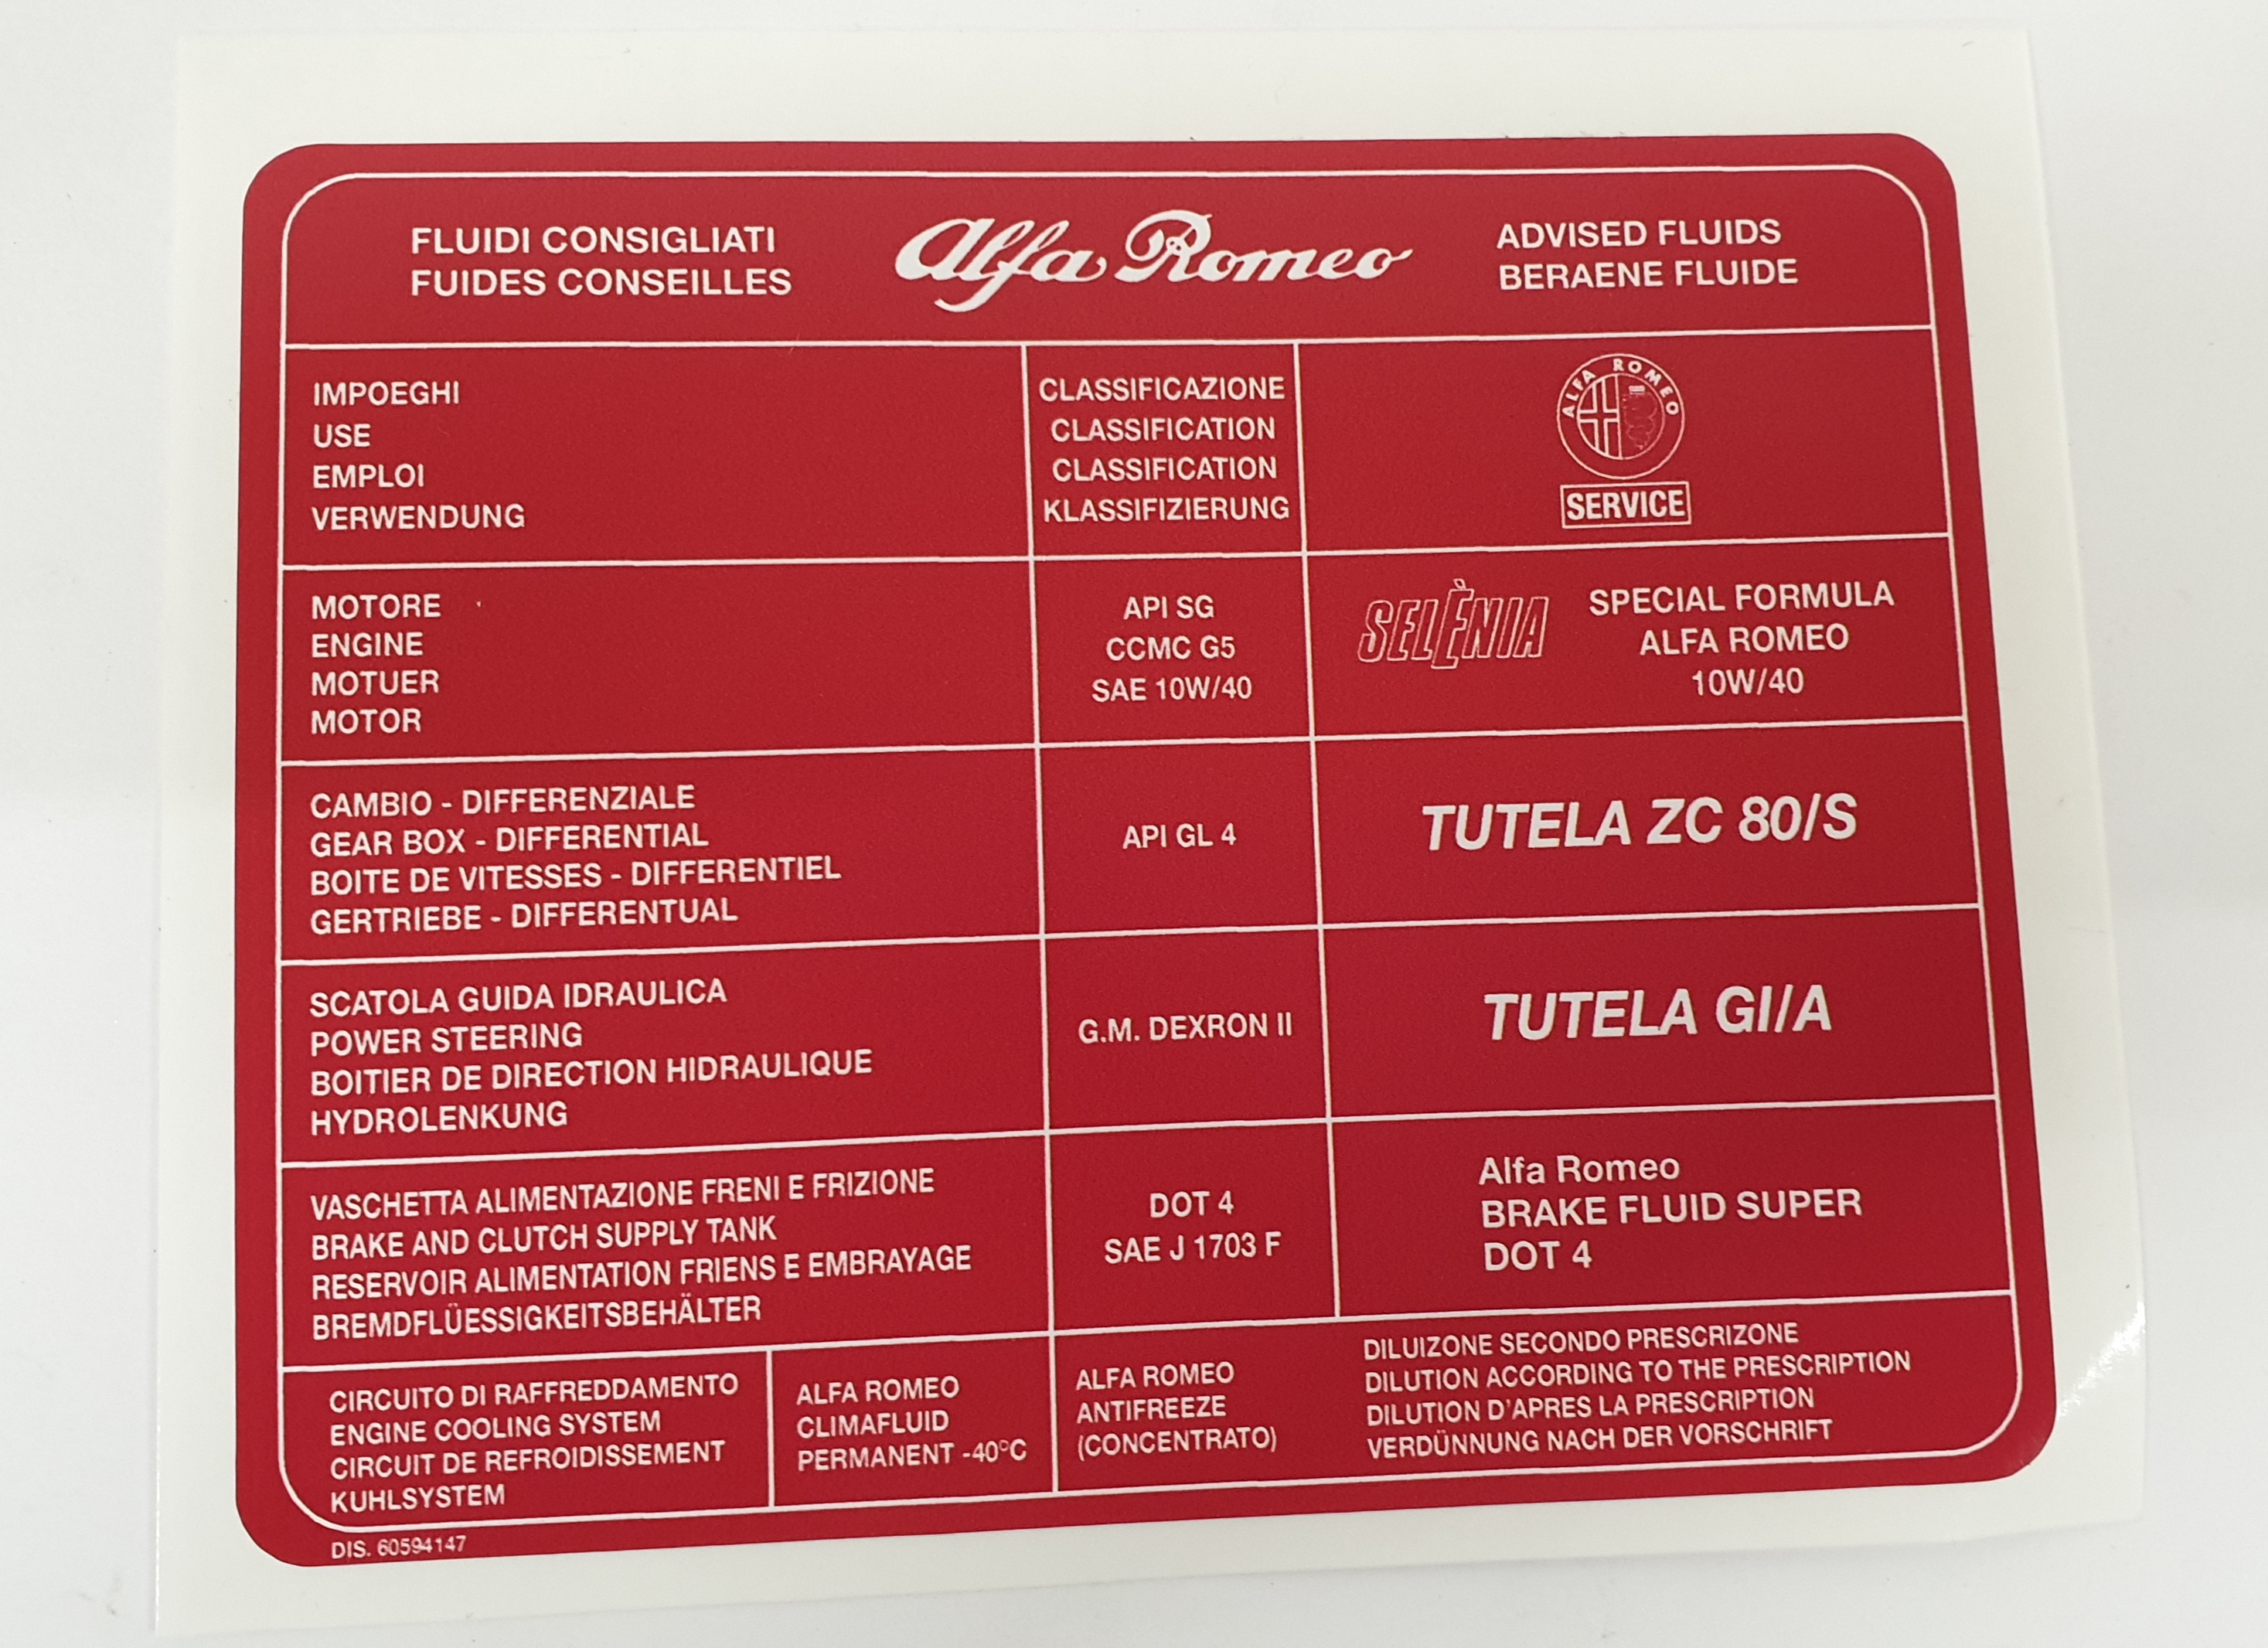 FLUIDI CONSIGLIATI
FUIDES CONSEILLES
Alfa Romeo
ADVISED FLUIDS
BERAENE FLUIDE
IMPOEGHI
USE
EMPLOI
VERWENDUNG
CLASSIFICAZIONE
CLASSIFICATION
CLASSIFICATION
KLASSIFIZIERUNG
ALFA ROMEO
SERVICE
MOTORE
ENGINE
MOTUER
MOTOR
API SG
CCMC G5
SAE 10W/40
SELÈNIA
SPECIAL FORMULA
ALFA ROMEO
10W/40
CAMBIO - DIFFERENZIALE
GEAR BOX - DIFFERENTIAL
BOITE DE VITESSES - DIFFERENTIEL
GERTRIEBE - DIFFERENTUAL
API GL 4
TUTELA ZC 80/S
SCATOLA GUIDA IDRAULICA
POWER STEERING
BOITIER DE DIRECTION HIDRAULIQUE
HYDROLENKUNG
G.M. DEXRON II
TUTELA GI/A
VASCHETTA ALIMENTAZIONE FRENI E FRIZIONE
BRAKE AND CLUTCH SUPPLY TANK
RESERVOIR ALIMENTATION FRIENS E EMBRAYAGE
BREMDFLÜESSIGKEITSBEHÄLTER
DOT 4
SAE J 1703 F
Alfa Romeo
BRAKE FLUID SUPER
DOT 4
CIRCUITO DI RAFFREDDAMENTO
ENGINE COOLING SYSTEM
CIRCUIT DE REFROIDISSEMENT
KUHLSYSTEM
ALFA ROMEO
CLIMAFLUID
PERMANENT -40°C
ALFA ROMEO
ANTIFREEZE
(CONCENTRATO)
DILUIZONE SECONDO PRESCRIZONE
DILUTION ACCORDING TO THE PRESCRIPTION
DILUTION D'APRES LA PRESCRIPTION
VERDÜNNUNG NACH DER VORSCHRIFT
DIS. 60594147